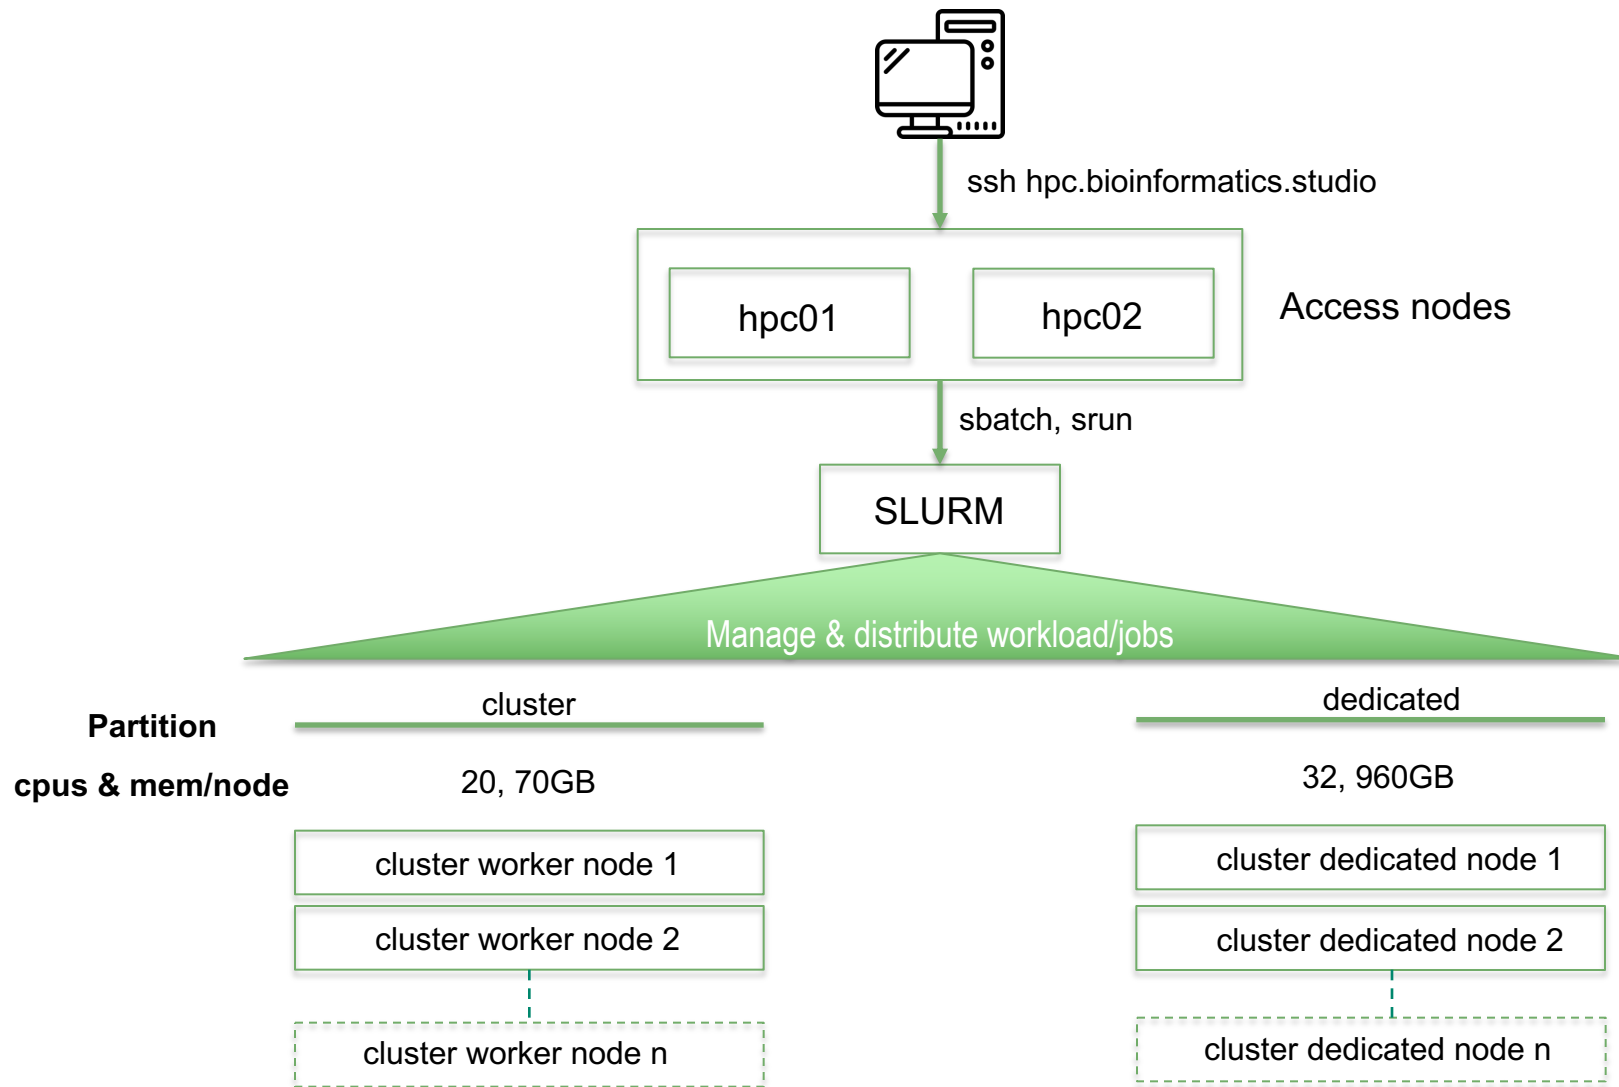 ssh hpc.bioinformatics.studio
hpc01
hpc02
Access nodes
sbatch, srun
SLURM
Manage & distribute workload/jobs
Partition
cluster
dedicated
cpus & mem/node
20, 70GB
32, 960GB
cluster worker node 1
cluster dedicated node 1
cluster worker node 2
cluster dedicated node 2
cluster worker node n
cluster dedicated node n